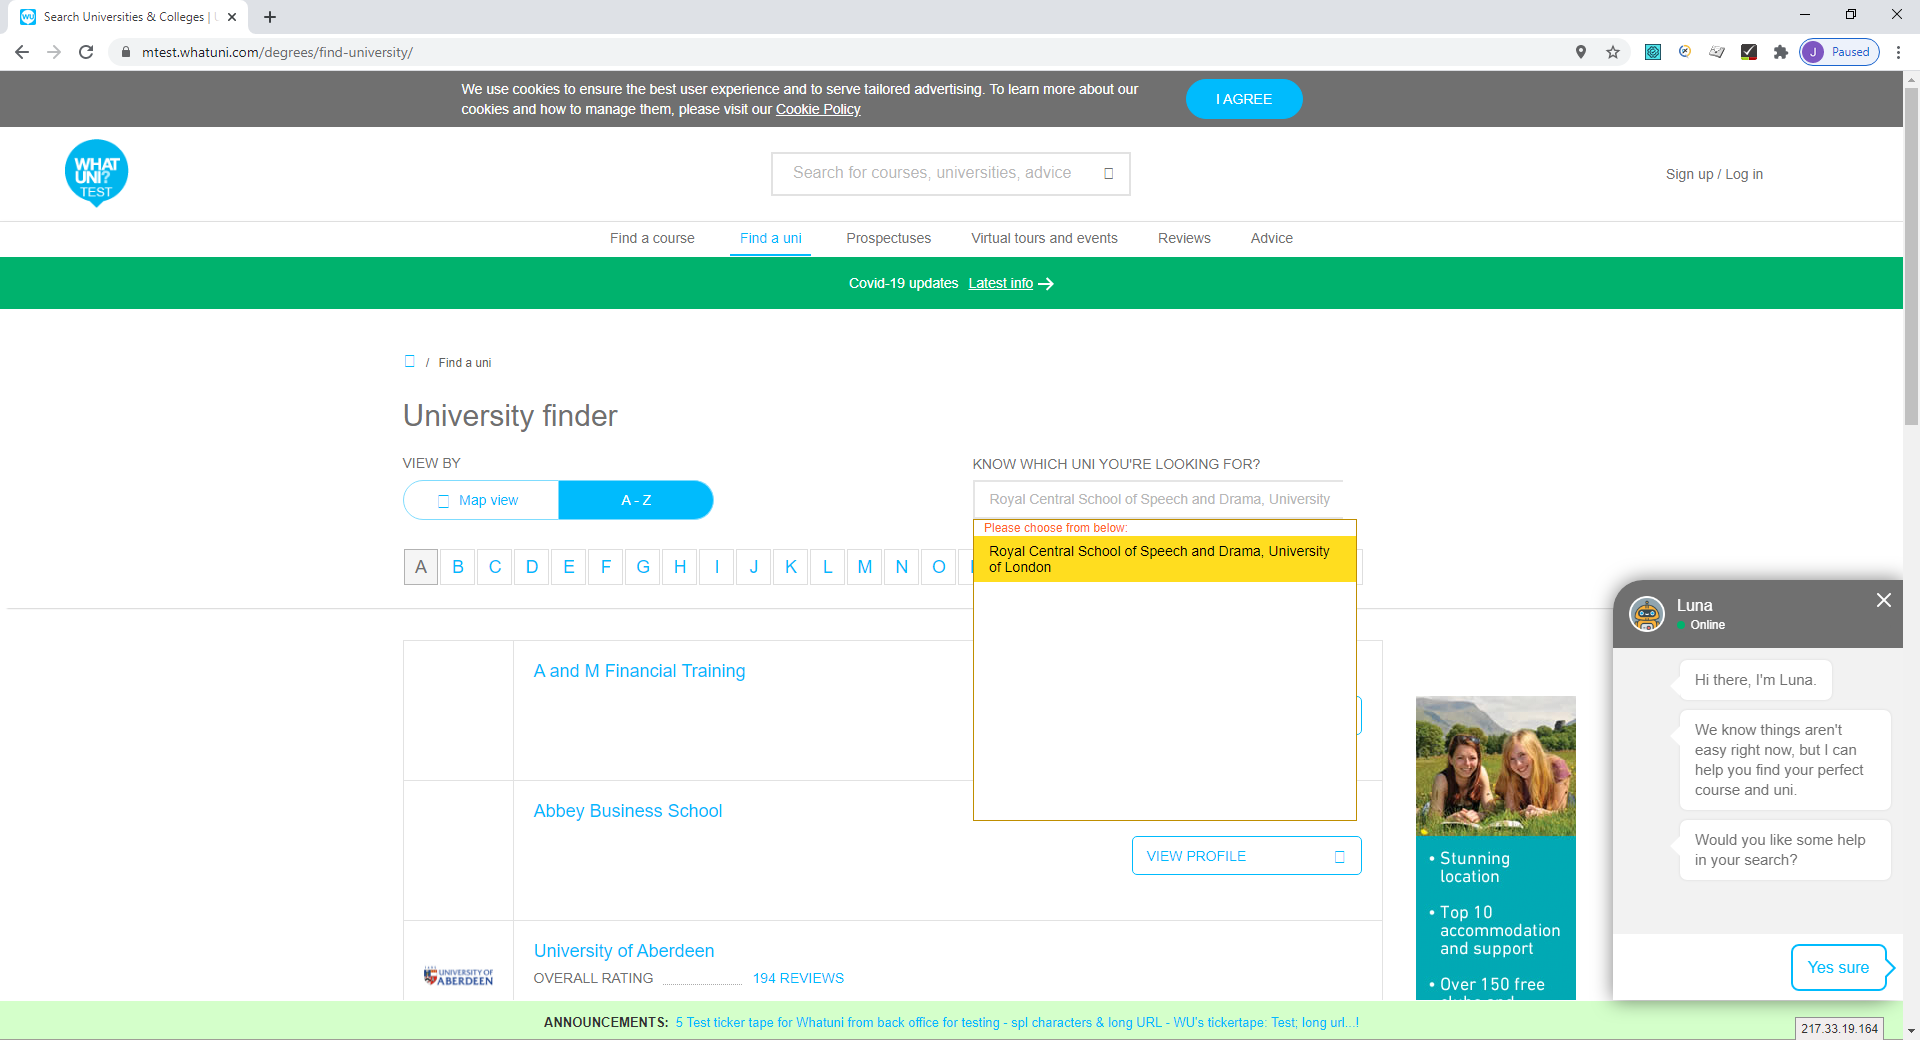 Search Universities & Colleges |
mtest.whatuni.com/degrees/find-university/
J Paused
We use cookies to ensure the best user experience and to serve tailored advertising. To learn more about our
cookies and how to manage them, please visit our Cookie Policy
I AGREE
WHAT
UNI?
TEST
Search for courses, universities, advice
Sign up / Log in
Find a course
Find a uni
Prospectuses
Virtual tours and events
Reviews
Advice
Covid-19 updates Latest info
/ Find a uni
University finder
VIEW BY
Map view
A - Z
KNOW WHICH UNI YOU'RE LOOKING FOR?
Royal Central School of Speech and Drama, University
Please choose from below:
Royal Central School of Speech and Drama, University
of London
A B C D E F G H I J K L M N O
A and M Financial Training
Abbey Business School
VIEW PROFILE
UNIVERSITY OF
ABERDEEN
University of Aberdeen
OVERALL RATING
194 REVIEWS
• Stunning
location
• Top 10
accommodation
and support
• Over 150 free
Luna
Online
Hi there, I'm Luna.
We know things aren't
easy right now, but I can
help you find your perfect
course and uni.
Would you like some help
in your search?
Yes sure
ANNOUNCEMENTS: 5 Test ticker tape for Whatuni from back office for testing - spl characters & long URL - WU's tickertape: Test; long url...!
217.33.19.164